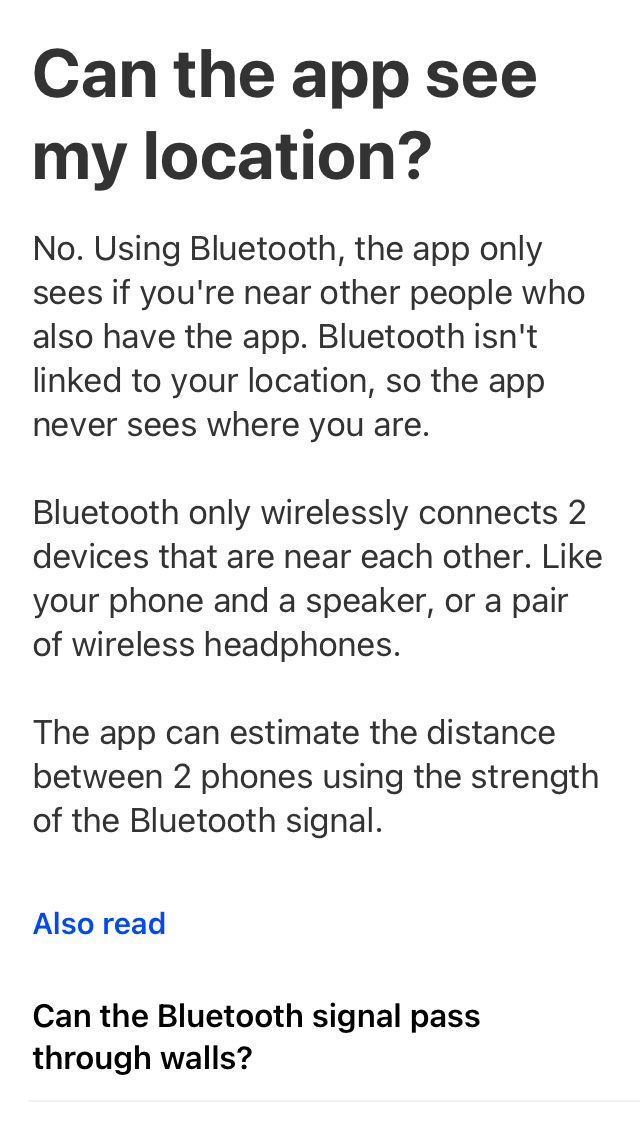 Can the app see
my location?
No. Using Bluetooth, the app only
sees if you're near other people who
also have the app. Bluetooth isn't
linked to your location, so the app
never sees where you are.
Bluetooth only wirelessly connects 2
devices that are near each other. Like
your phone and a speaker, or a pair
of wireless headphones.
The app can estimate the distance
between 2 phones using the strength
of the Bluetooth signal.
Also read
Can the Bluetooth signal pass
through walls?